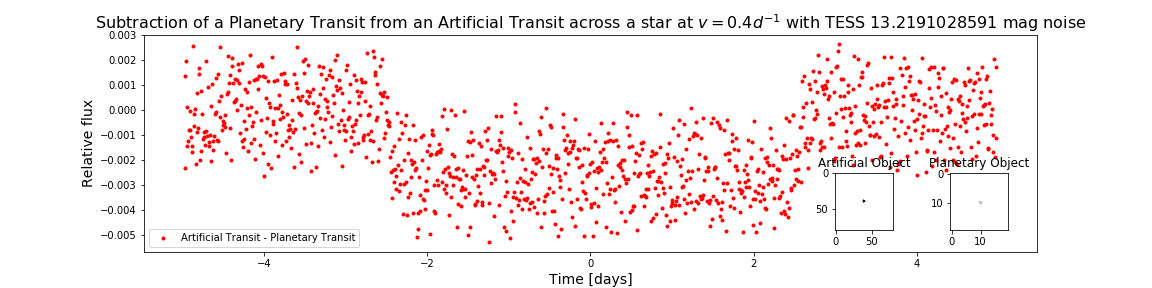 Subtraction of a Planetary Transit from an Artificial Transit across a star at v = 0.4d⁻¹ with TESS 13.2191028591 mag noise
Relative flux
0.003
0.002
0.001
0.000
−0.001
−0.002
−0.003
−0.004
−0.005
Artificial Object
0
50
0 50
Planetary Object
0
10
0 10
Artificial Transit - Planetary Transit
−4 −2 0 2 4
Time [days]